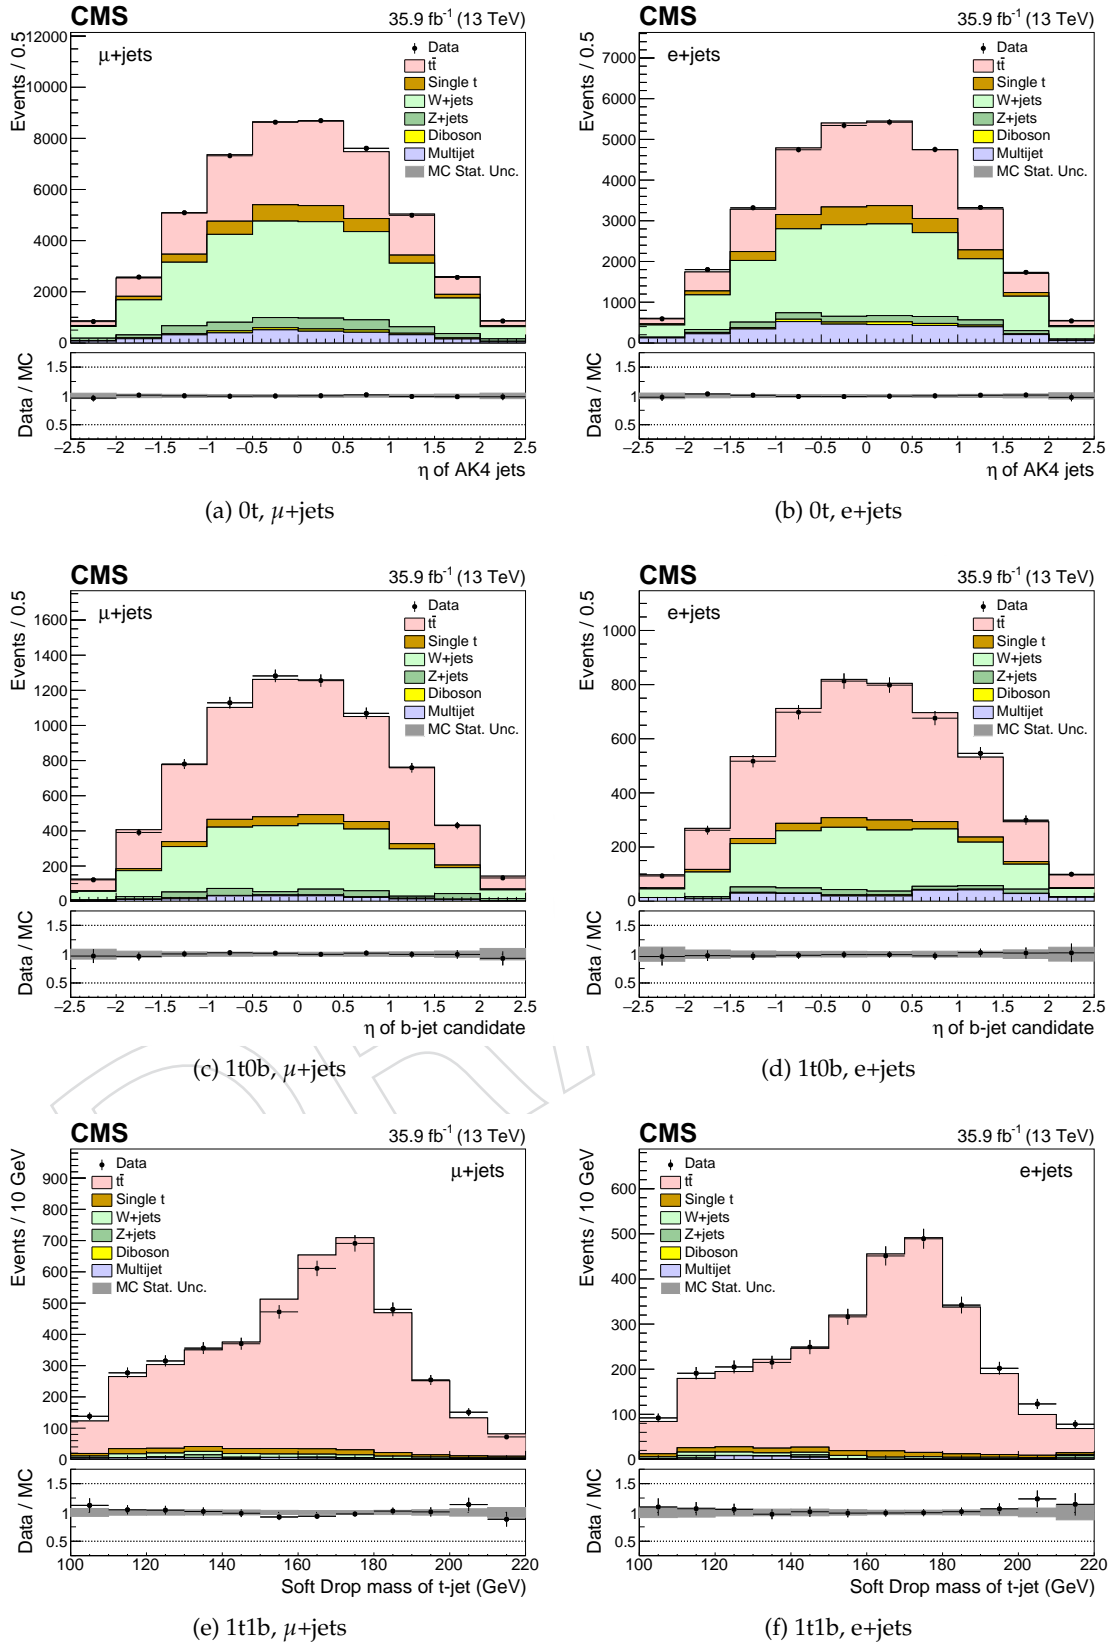 CMS 35.9 fb⁻¹ (13 TeV)
Events / 0.5
12000
10000
8000
6000
4000
2000
0
μ+jets
Data
tt̄
Single t
W+jets
Z+jets
Diboson
Multijet
MC Stat. Unc.
Data / MC
1.5
1
0.5
−2.5 −2 −1.5 −1 −0.5 0 0.5 1 1.5 2 2.5
η of AK4 jets
(a) 0t, μ+jets
CMS 35.9 fb⁻¹ (13 TeV)
Events / 0.5
7000
6000
5000
4000
3000
2000
1000
0
e+jets
Data
tt̄
Single t
W+jets
Z+jets
Diboson
Multijet
MC Stat. Unc.
Data / MC
1.5
1
0.5
−2.5 −2 −1.5 −1 −0.5 0 0.5 1 1.5 2 2.5
η of AK4 jets
(b) 0t, e+jets
CMS 35.9 fb⁻¹ (13 TeV)
Events / 0.5
1600
1400
1200
1000
800
600
400
200
0
μ+jets
Data
tt̄
Single t
W+jets
Z+jets
Diboson
Multijet
MC Stat. Unc.
Data / MC
1.5
1
0.5
−2.5 −2 −1.5 −1 −0.5 0 0.5 1 1.5 2 2.5
η of b-jet candidate
(c) 1t0b, μ+jets
CMS 35.9 fb⁻¹ (13 TeV)
Events / 0.5
1000
800
600
400
200
0
e+jets
Data
tt̄
Single t
W+jets
Z+jets
Diboson
Multijet
MC Stat. Unc.
Data / MC
1.5
1
0.5
−2.5 −2 −1.5 −1 −0.5 0 0.5 1 1.5 2 2.5
η of b-jet candidate
(d) 1t0b, e+jets
CMS 35.9 fb⁻¹ (13 TeV)
Events / 10 GeV
900
800
700
600
500
400
300
200
100
0
μ+jets
Data
tt̄
Single t
W+jets
Z+jets
Diboson
Multijet
MC Stat. Unc.
Data / MC
1.5
1
0.5
100 120 140 160 180 200 220
Soft Drop mass of t-jet (GeV)
(e) 1t1b, μ+jets
CMS 35.9 fb⁻¹ (13 TeV)
Events / 10 GeV
600
500
400
300
200
100
0
e+jets
Data
tt̄
Single t
W+jets
Z+jets
Diboson
Multijet
MC Stat. Unc.
Data / MC
1.5
1
0.5
100 120 140 160 180 200 220
Soft Drop mass of t-jet (GeV)
(f) 1t1b, e+jets